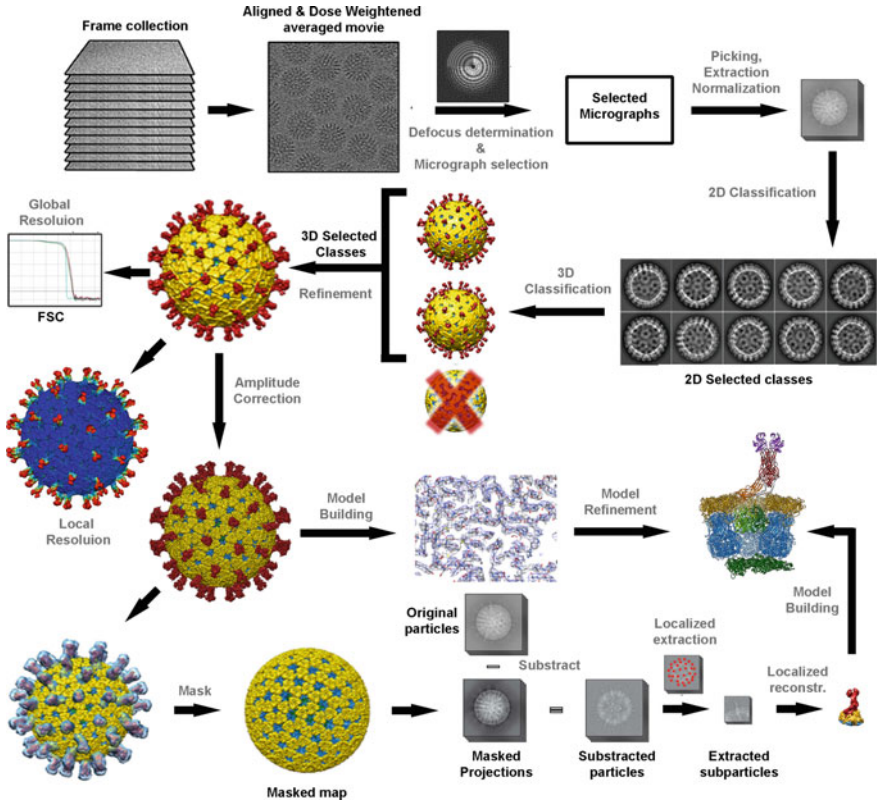 Frame collection
Aligned & Dose Weightened
averaged movie
Defocus determination
&
Micrograph selection
Selected
Micrographs
Picking,
Extraction
Normalization
2D Classification
2D Selected classes
3D
Classification
3D Selected
Classes
Refinement
Global
Resoluion
FSC
Local
Resoluion
Amplitude
Correction
Model
Building
Model
Refinement
Mask
Masked map
Original
particles
Substract
Masked
Projections
Substracted
particles
Localized
extraction
Extracted
subparticles
Localized
reconstr.
Model
Building